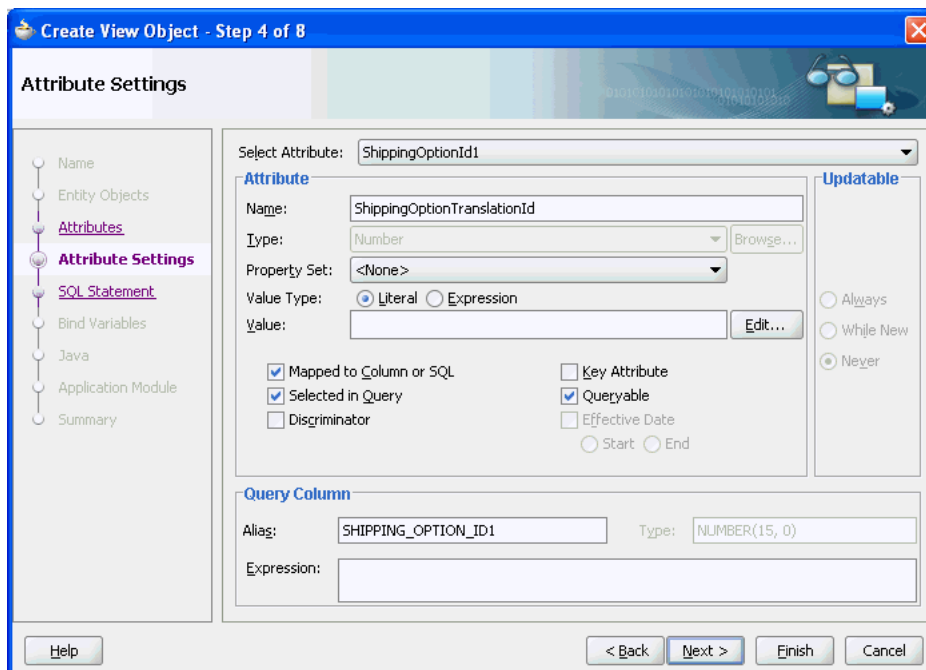 Create View Object - Step 4 of 8
Attribute Settings
Name
Entity Objects
Attributes
Attribute Settings
SQL Statement
Bind Variables
Java
Application Module
Summary
Select Attribute: ShippingOptionId1
Attribute
Name: ShippingOptionTranslationId
Type: Number Browse...
Property Set: <None>
Value Type: Literal Expression
Value: Edit...
Mapped to Column or SQL Key Attribute
Selected in Query Queryable
Discriminator Effective Date
Start End
Updatable
Always
While New
Never
Query Column
Alias: SHIPPING_OPTION_ID1 Type: NUMBER(15, 0)
Expression:
Help < Back Next > Finish Cancel